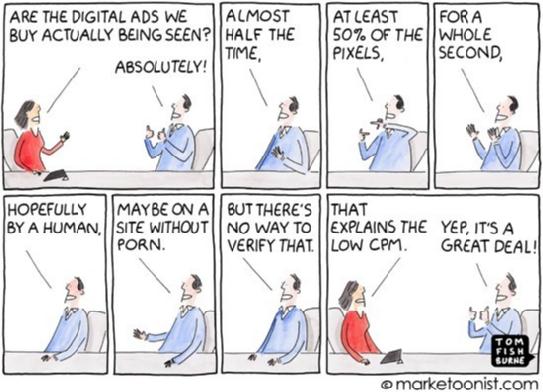 ARE THE DIGITAL ADS WE
BUY ACTUALLY BEING SEEN?
ABSOLUTELY!
ALMOST
HALF THE
TIME,
AT LEAST
50% OF THE
PIXELS,
FOR A
WHOLE
SECOND,
HOPEFULLY
BY A HUMAN,
MAYBE ON A
SITE WITHOUT
PORN.
BUT THERE'S
NO WAY TO
VERIFY THAT.
THAT
EXPLAINS THE
LOW CPM.
YEP, IT'S A
GREAT DEAL!
TOM
FISH
BURNE
© marketoonist.com